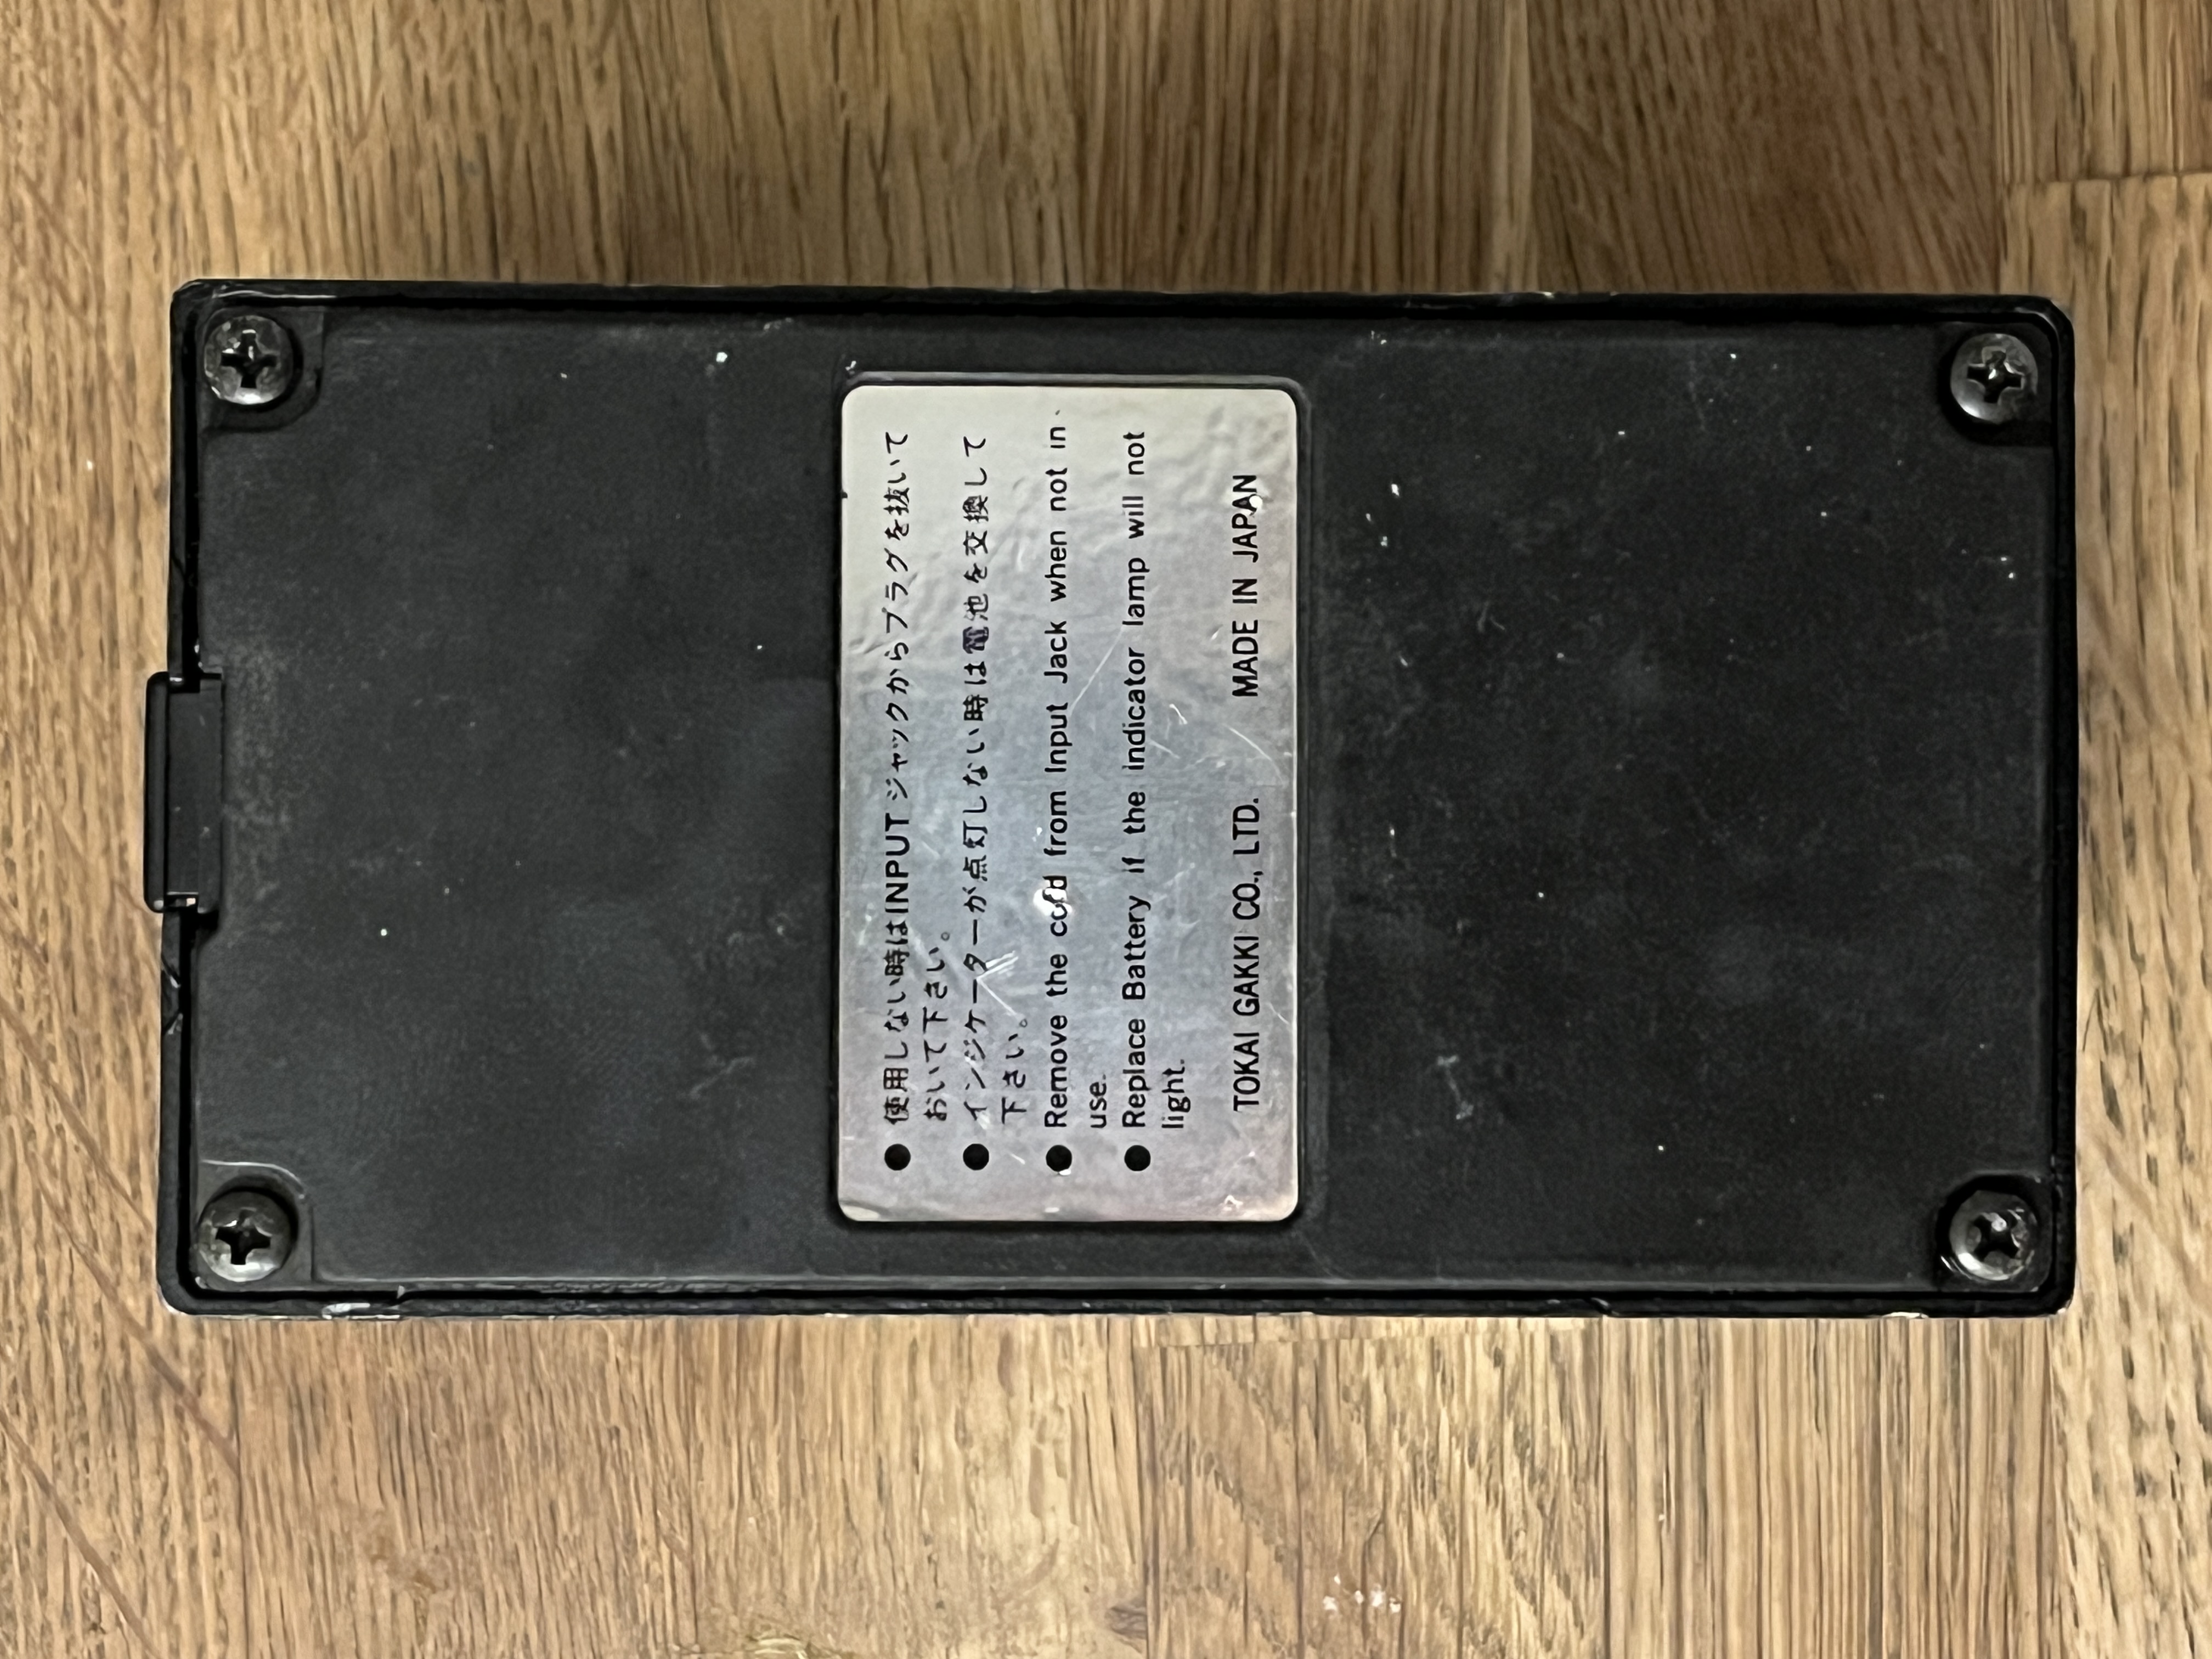 ● 使用しない時はINPUTジャックからプラグを抜いて
おいて下さい。
● インジケーターが点灯しない時は電池を交換して
下さい。
● Remove the cord from Input Jack when not in
use.
● Replace Battery if the indicator lamp will not
light.
TOKAI GAKKI CO., LTD. MADE IN JAPAN